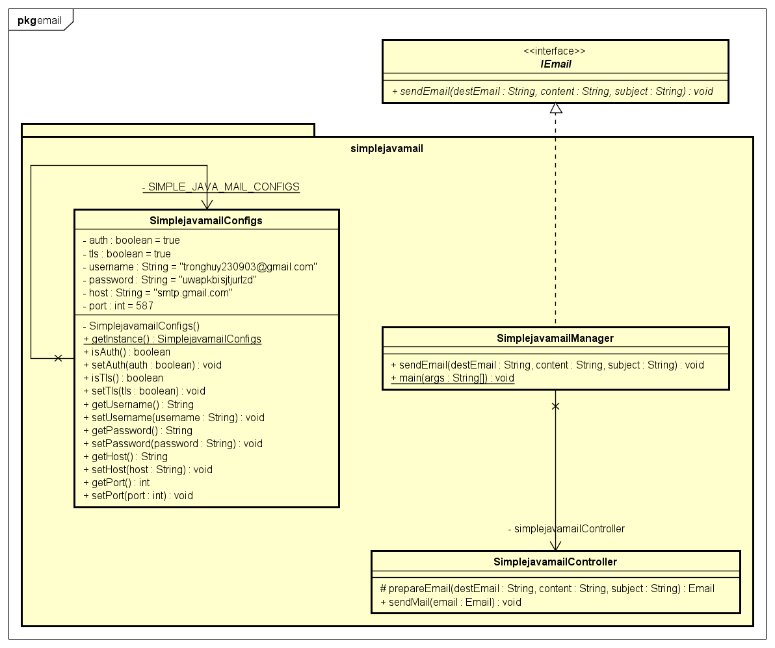 pkg email
<<interface>>
IEmail
+ sendEmail(destEmail : String, content : String, subject : String) : void
simplejavamail
- SIMPLE_JAVA_MAIL_CONFIGS
SimplejavamailConfigs
- auth : boolean = true
- tls : boolean = true
- username : String = "tronghuy230903@gmail.com"
- password : String = "uwapkbisjtjurlzd"
- host : String = "smtp.gmail.com"
- port : int = 587
- SimplejavamailConfigs()
+ getInstance() : SimplejavamailConfigs
+ isAuth() : boolean
+ setAuth(auth : boolean) : void
+ isTls() : boolean
+ setTls(tls : boolean) : void
+ getUsername() : String
+ setUsername(username : String) : void
+ getPassword() : String
+ setPassword(password : String) : void
+ getHost() : String
+ setHost(host : String) : void
+ getPort() : int
+ setPort(port : int) : void
SimplejavamailManager
+ sendEmail(destEmail : String, content : String, subject : String) : void
+ main(args : String[]) : void
- simplejavamailController
SimplejavamailController
# prepareEmail(destEmail : String, content : String, subject : String) : Email
+ sendMail(email : Email) : void